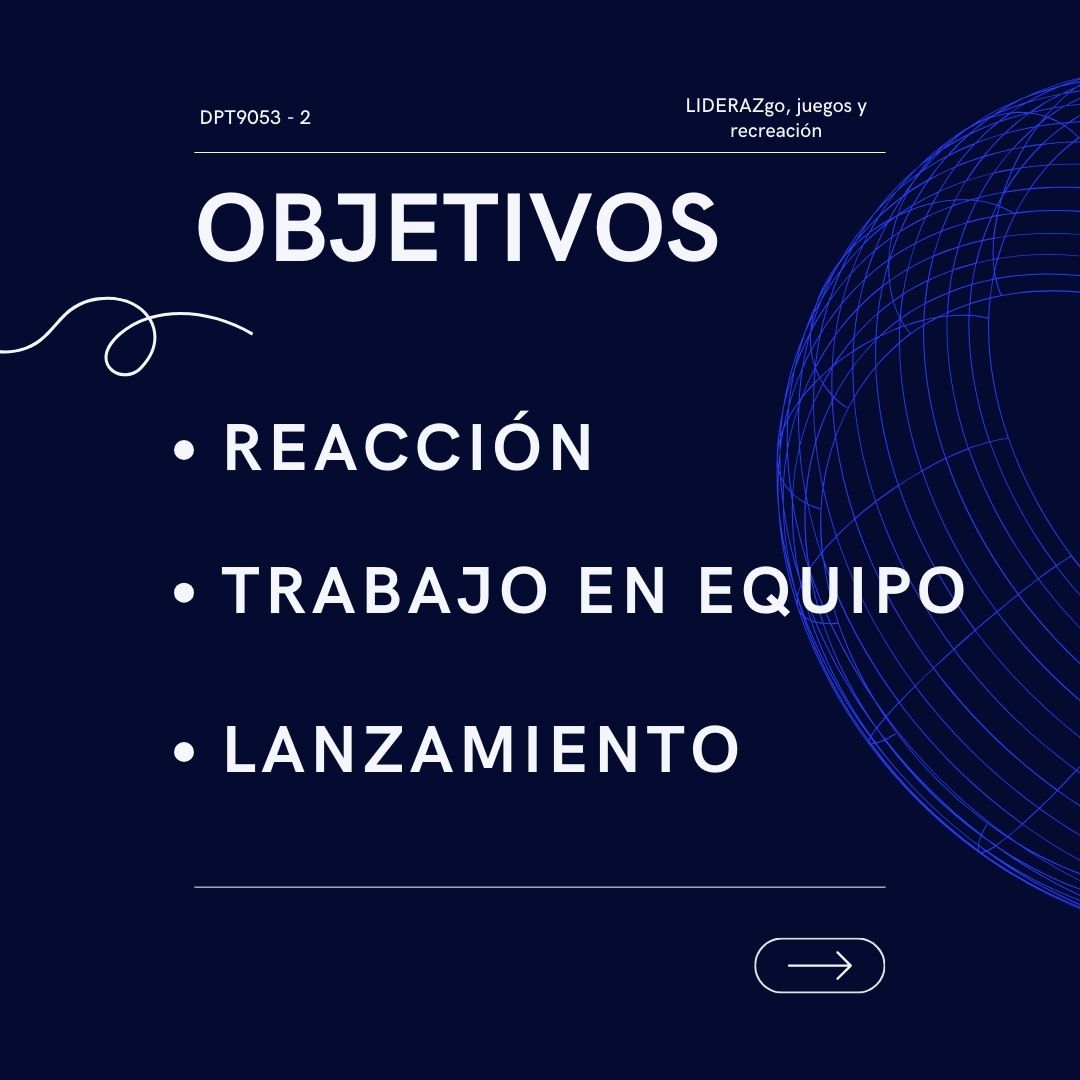 DPT9053 - 2
LIDERAZgo, juegos y
recreación
OBJETIVOS
• REACCIÓN
• TRABAJO EN EQUIPO
• LANZAMIENTO